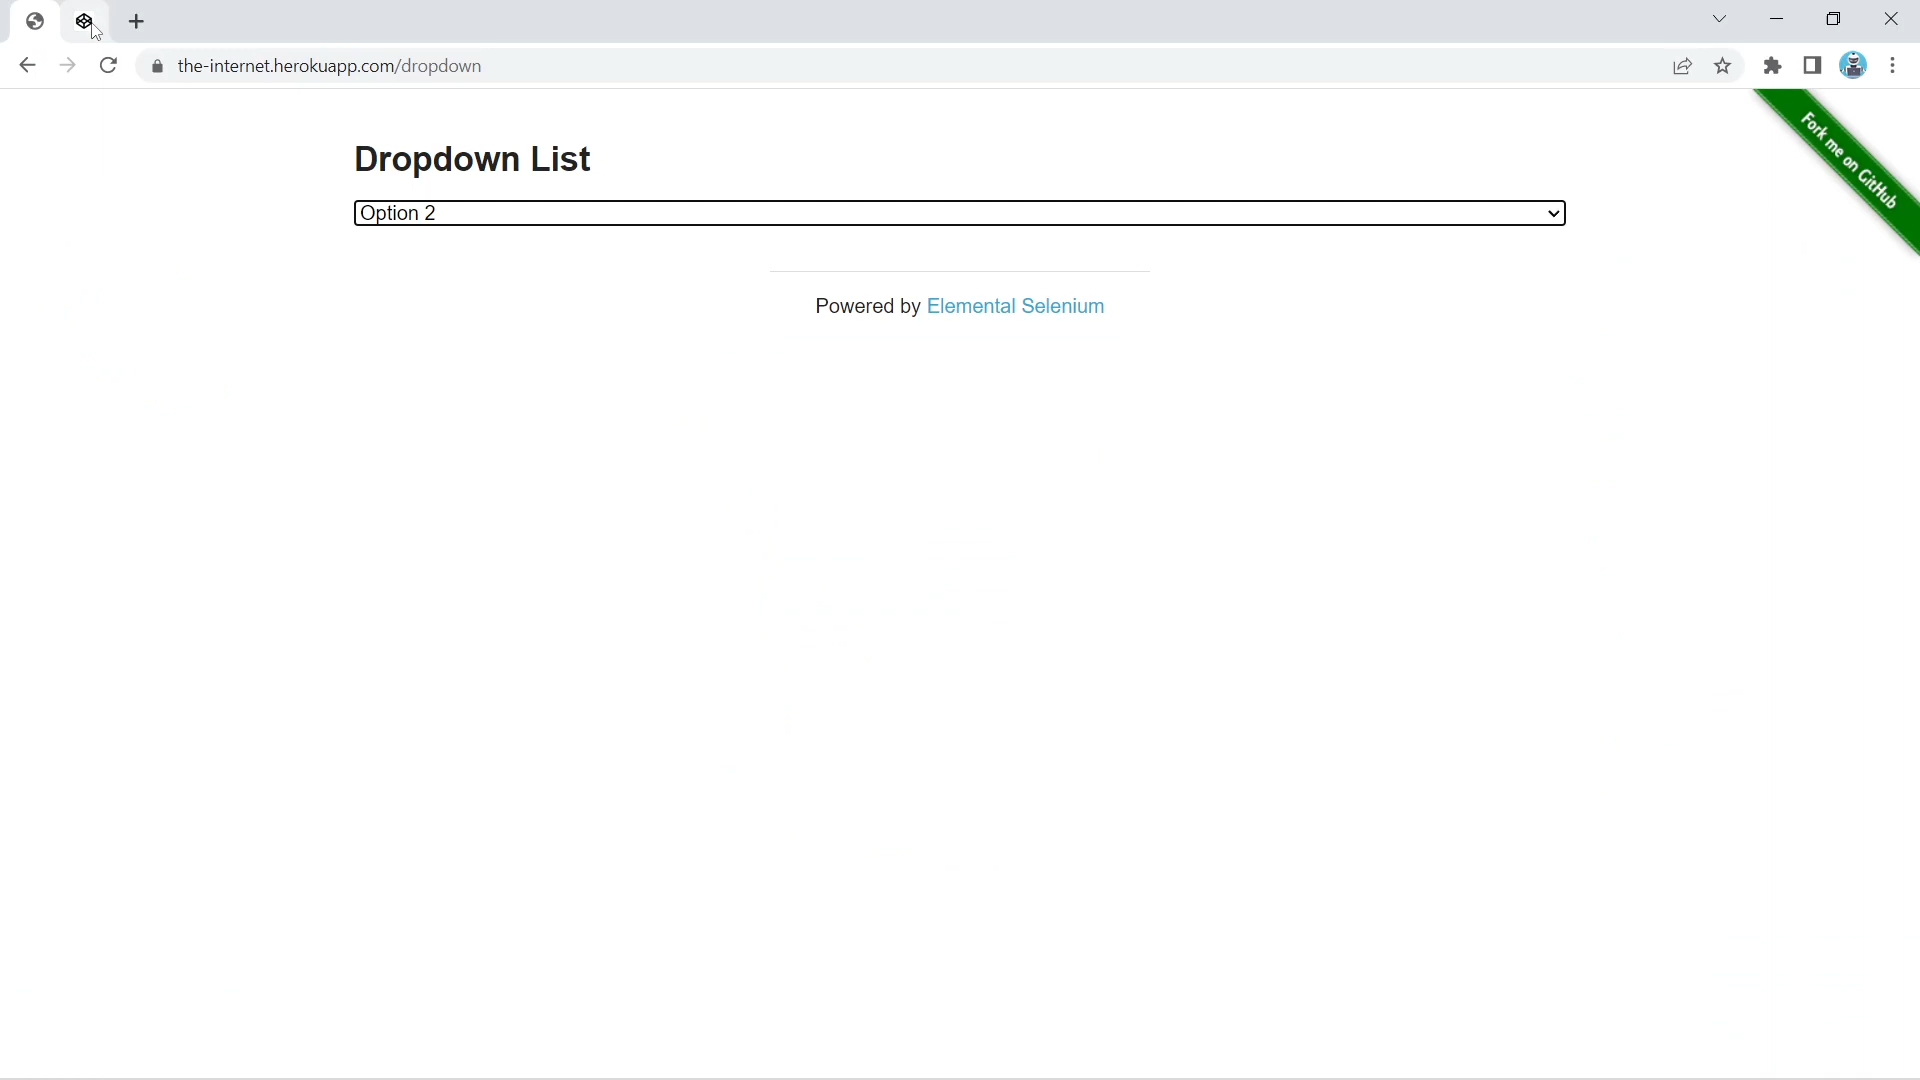 the-internet.herokuapp.com/dropdown
Fork me on GitHub
Dropdown List
Option 2
Powered by Elemental Selenium